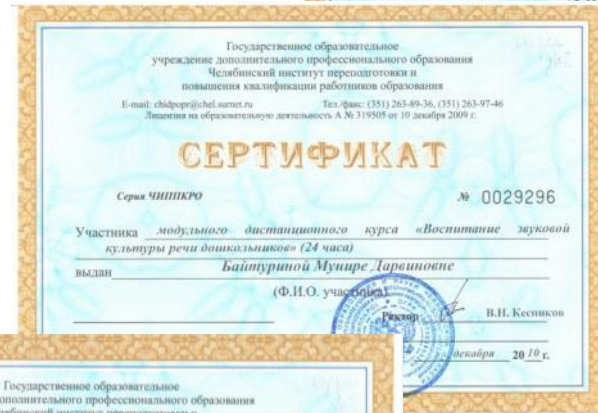 Государственное образовательное
учреждение дополнительного профессионального образования
Челябинский институт переподготовки и
повышения квалификации работников образования
E-mail: chidpopr@chel.surnet.ru Тел./факс: (351) 263-89-36, (351) 263-97-46
Лицензия на образовательную деятельность А № 319505 от 10 декабря 2009 г.
СЕРТИФИКАТ
Серия ЧИППКРО № 0029296
Участника модульного дистанционного курса «Воспитание звуковой
культуры речи дошкольников» (24 часа)
выдан Байтуриной Мунире Дарвиновне
(Ф.И.О. участника)
Ректор В.Н. Кеспиков
декабря 20 10 г.
Государственное образовательное
дополнительного профессионального образования